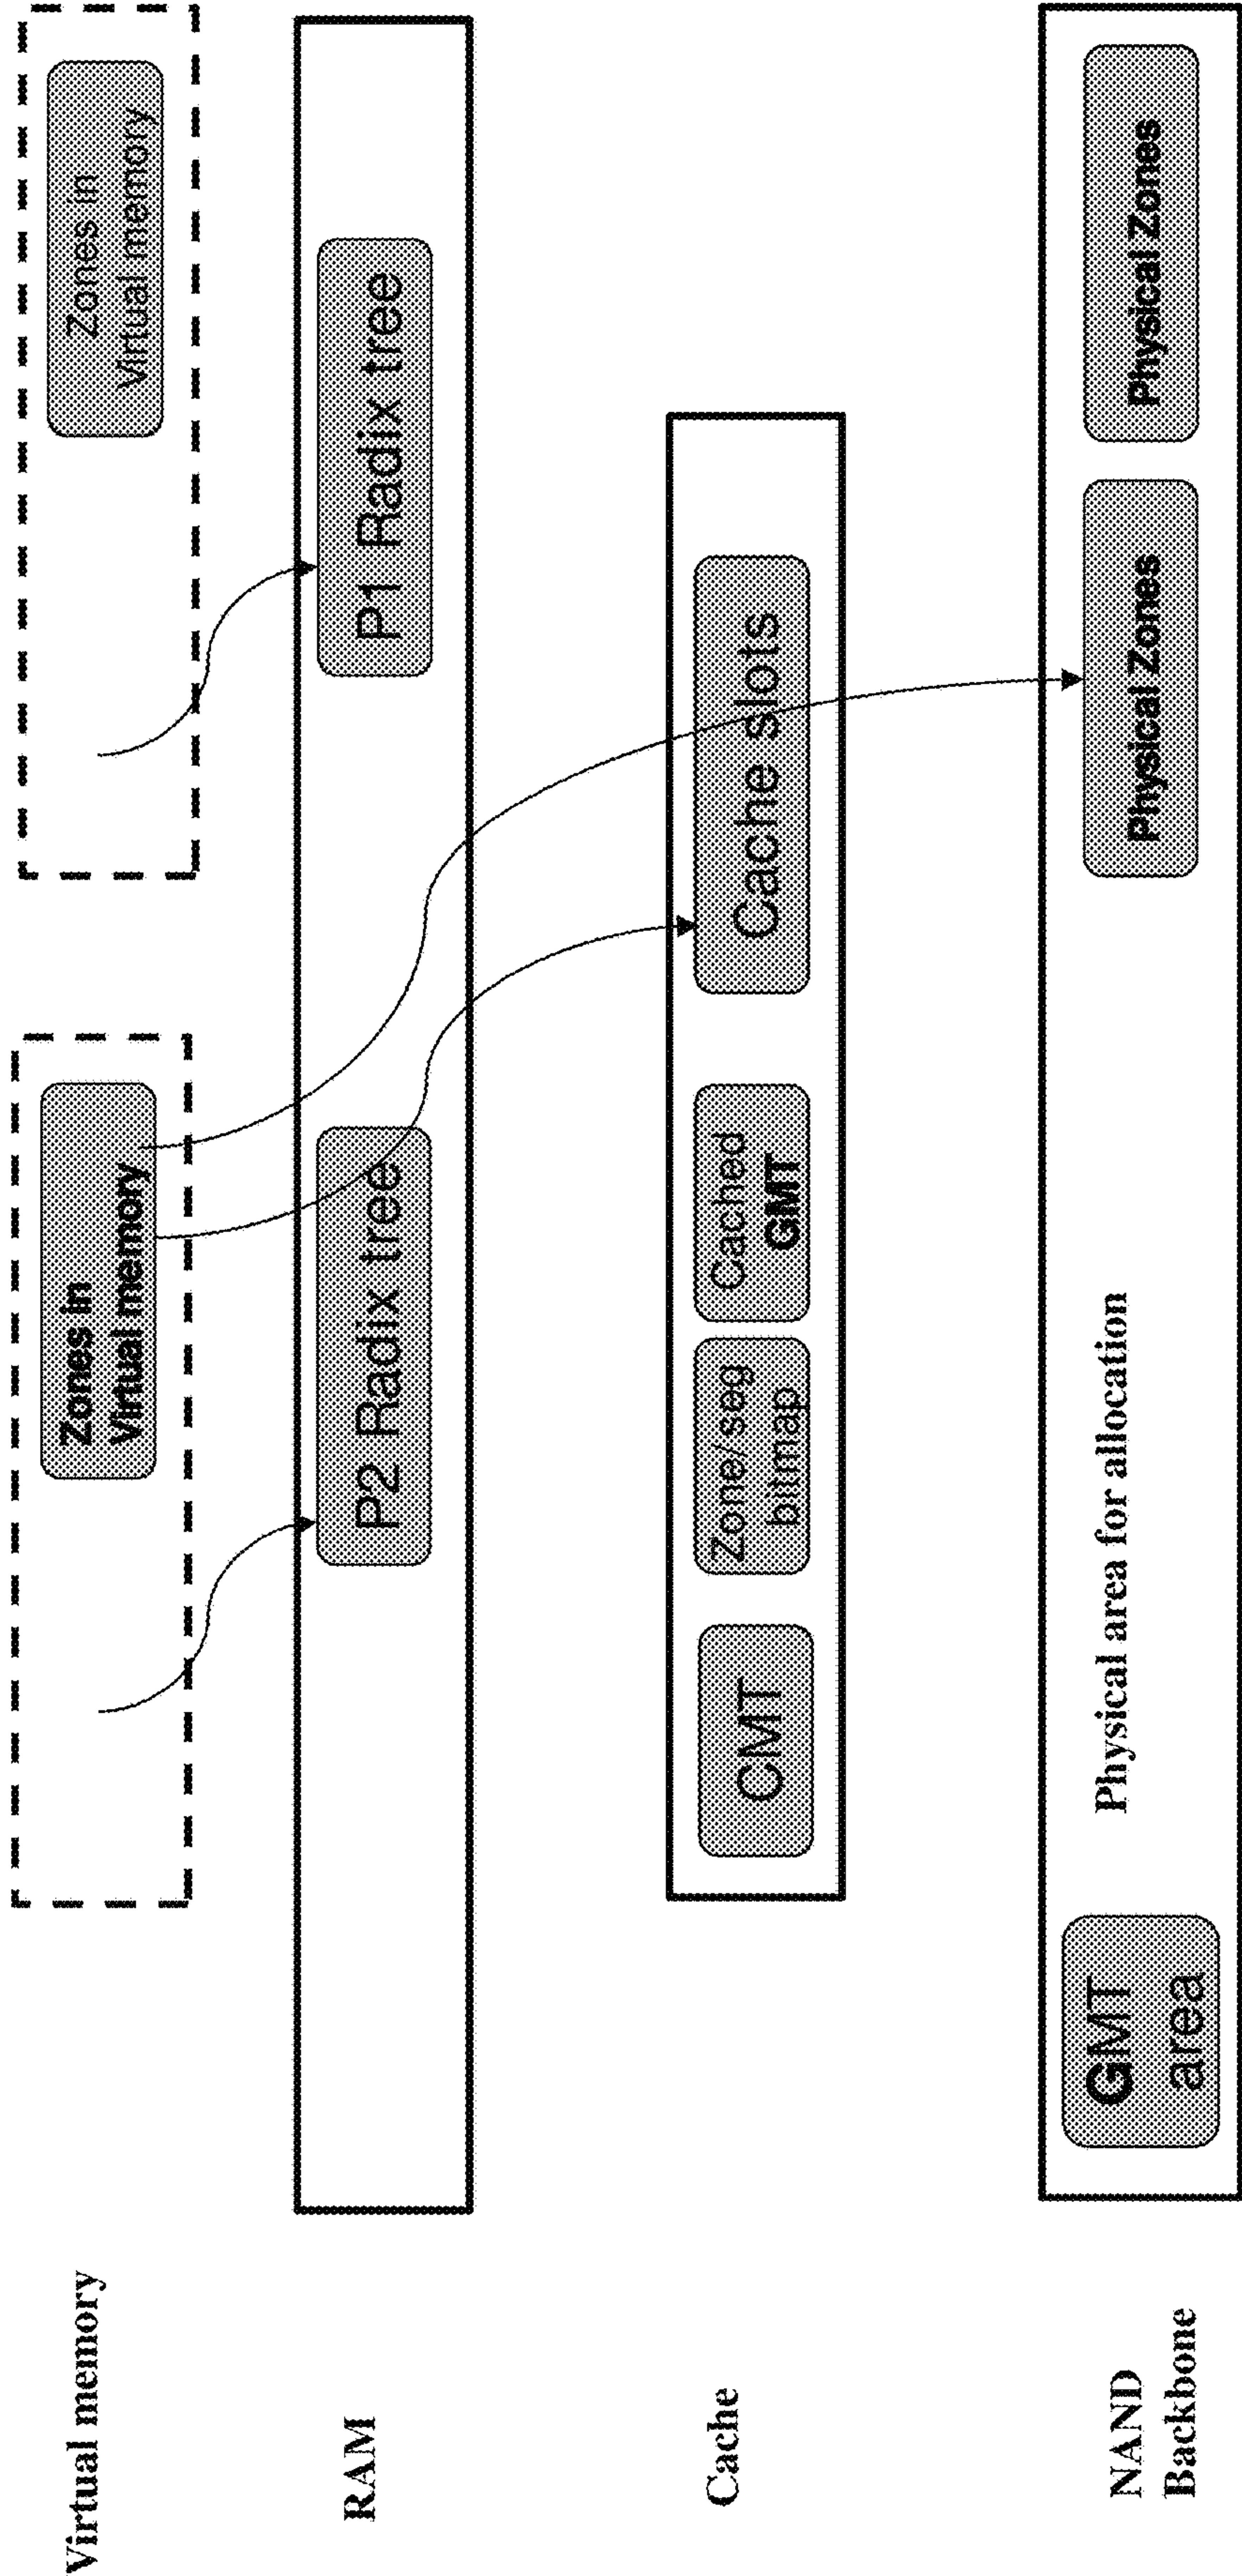 Virtual memory
Zones in
Virtual memory
Zones in
Virtual memory
RAM
P2 Radix tree
P1 Radix tree
Cache
CMT
Zone/seg
bitmap
Cached
GMT
Cache slots
NAND
Backbone
GMT
area
Physical area for allocation
Physical Zones
Physical Zones